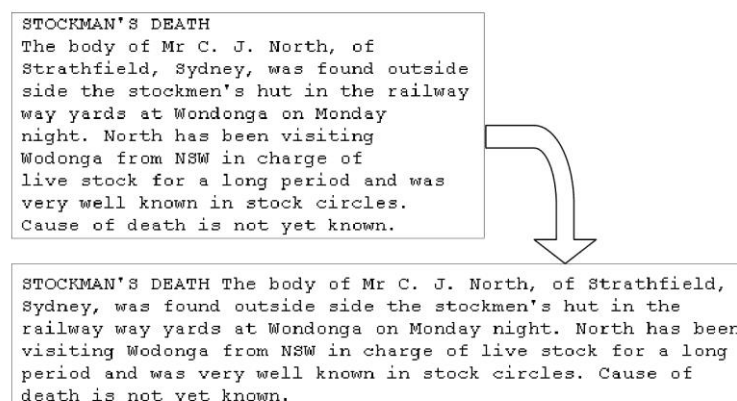 STOCKMAN'S DEATH
The body of Mr C. J. North, of
Strathfield, Sydney, was found outside
side the stockmen's hut in the railway
way yards at Wondonga on Monday
night. North has been visiting
Wodonga from NSW in charge of
live stock for a long period and was
very well known in stock circles.
Cause of death is not yet known.
STOCKMAN'S DEATH The body of Mr C. J. North, of Strathfield,
Sydney, was found outside side the stockmen's hut in the
railway way yards at Wondonga on Monday night. North has been
visiting Wodonga from NSW in charge of live stock for a long
period and was very well known in stock circles. Cause of
death is not yet known.